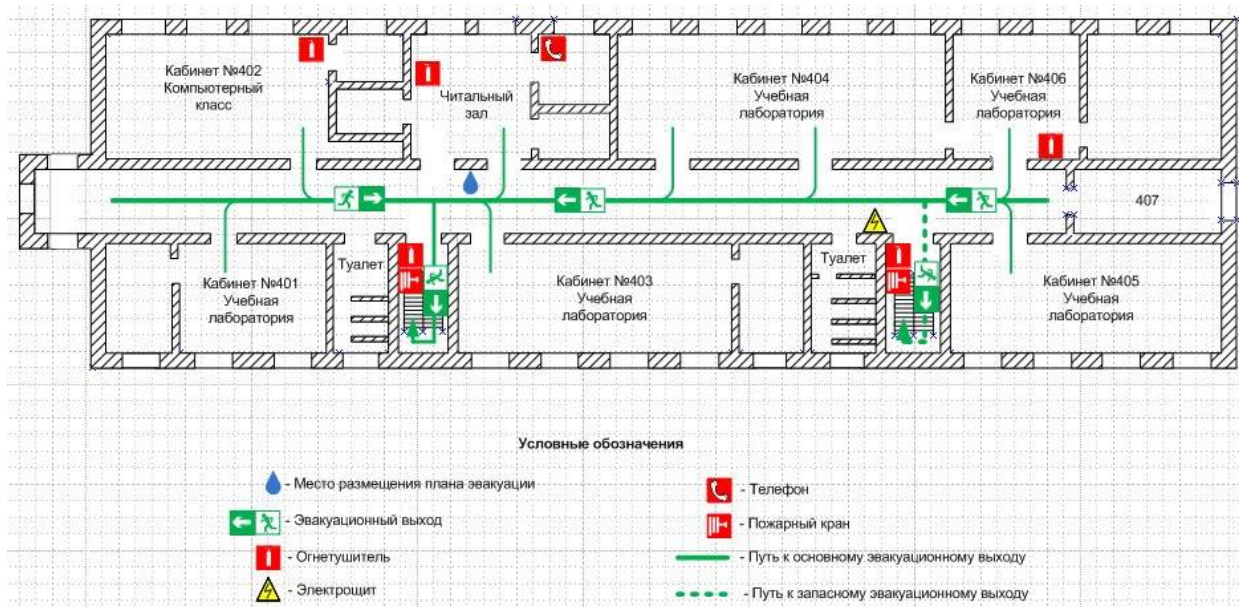 Кабинет №402
Компьютерный
класс
Читальный
зал
Кабинет №404
Учебная
лаборатория
Кабинет №406
Учебная
лаборатория
407
Кабинет №401
Учебная
лаборатория
Туалет
Кабинет №403
Учебная
лаборатория
Туалет
Кабинет №405
Учебная
лаборатория
Условные обозначения
- Место размещения плана эвакуации
- Эвакуационный выход
- Огнетушитель
- Электрощит
- Телефон
- Пожарный кран
- Путь к основному эвакуационному выходу
- Путь к запасному эвакуационному выходу